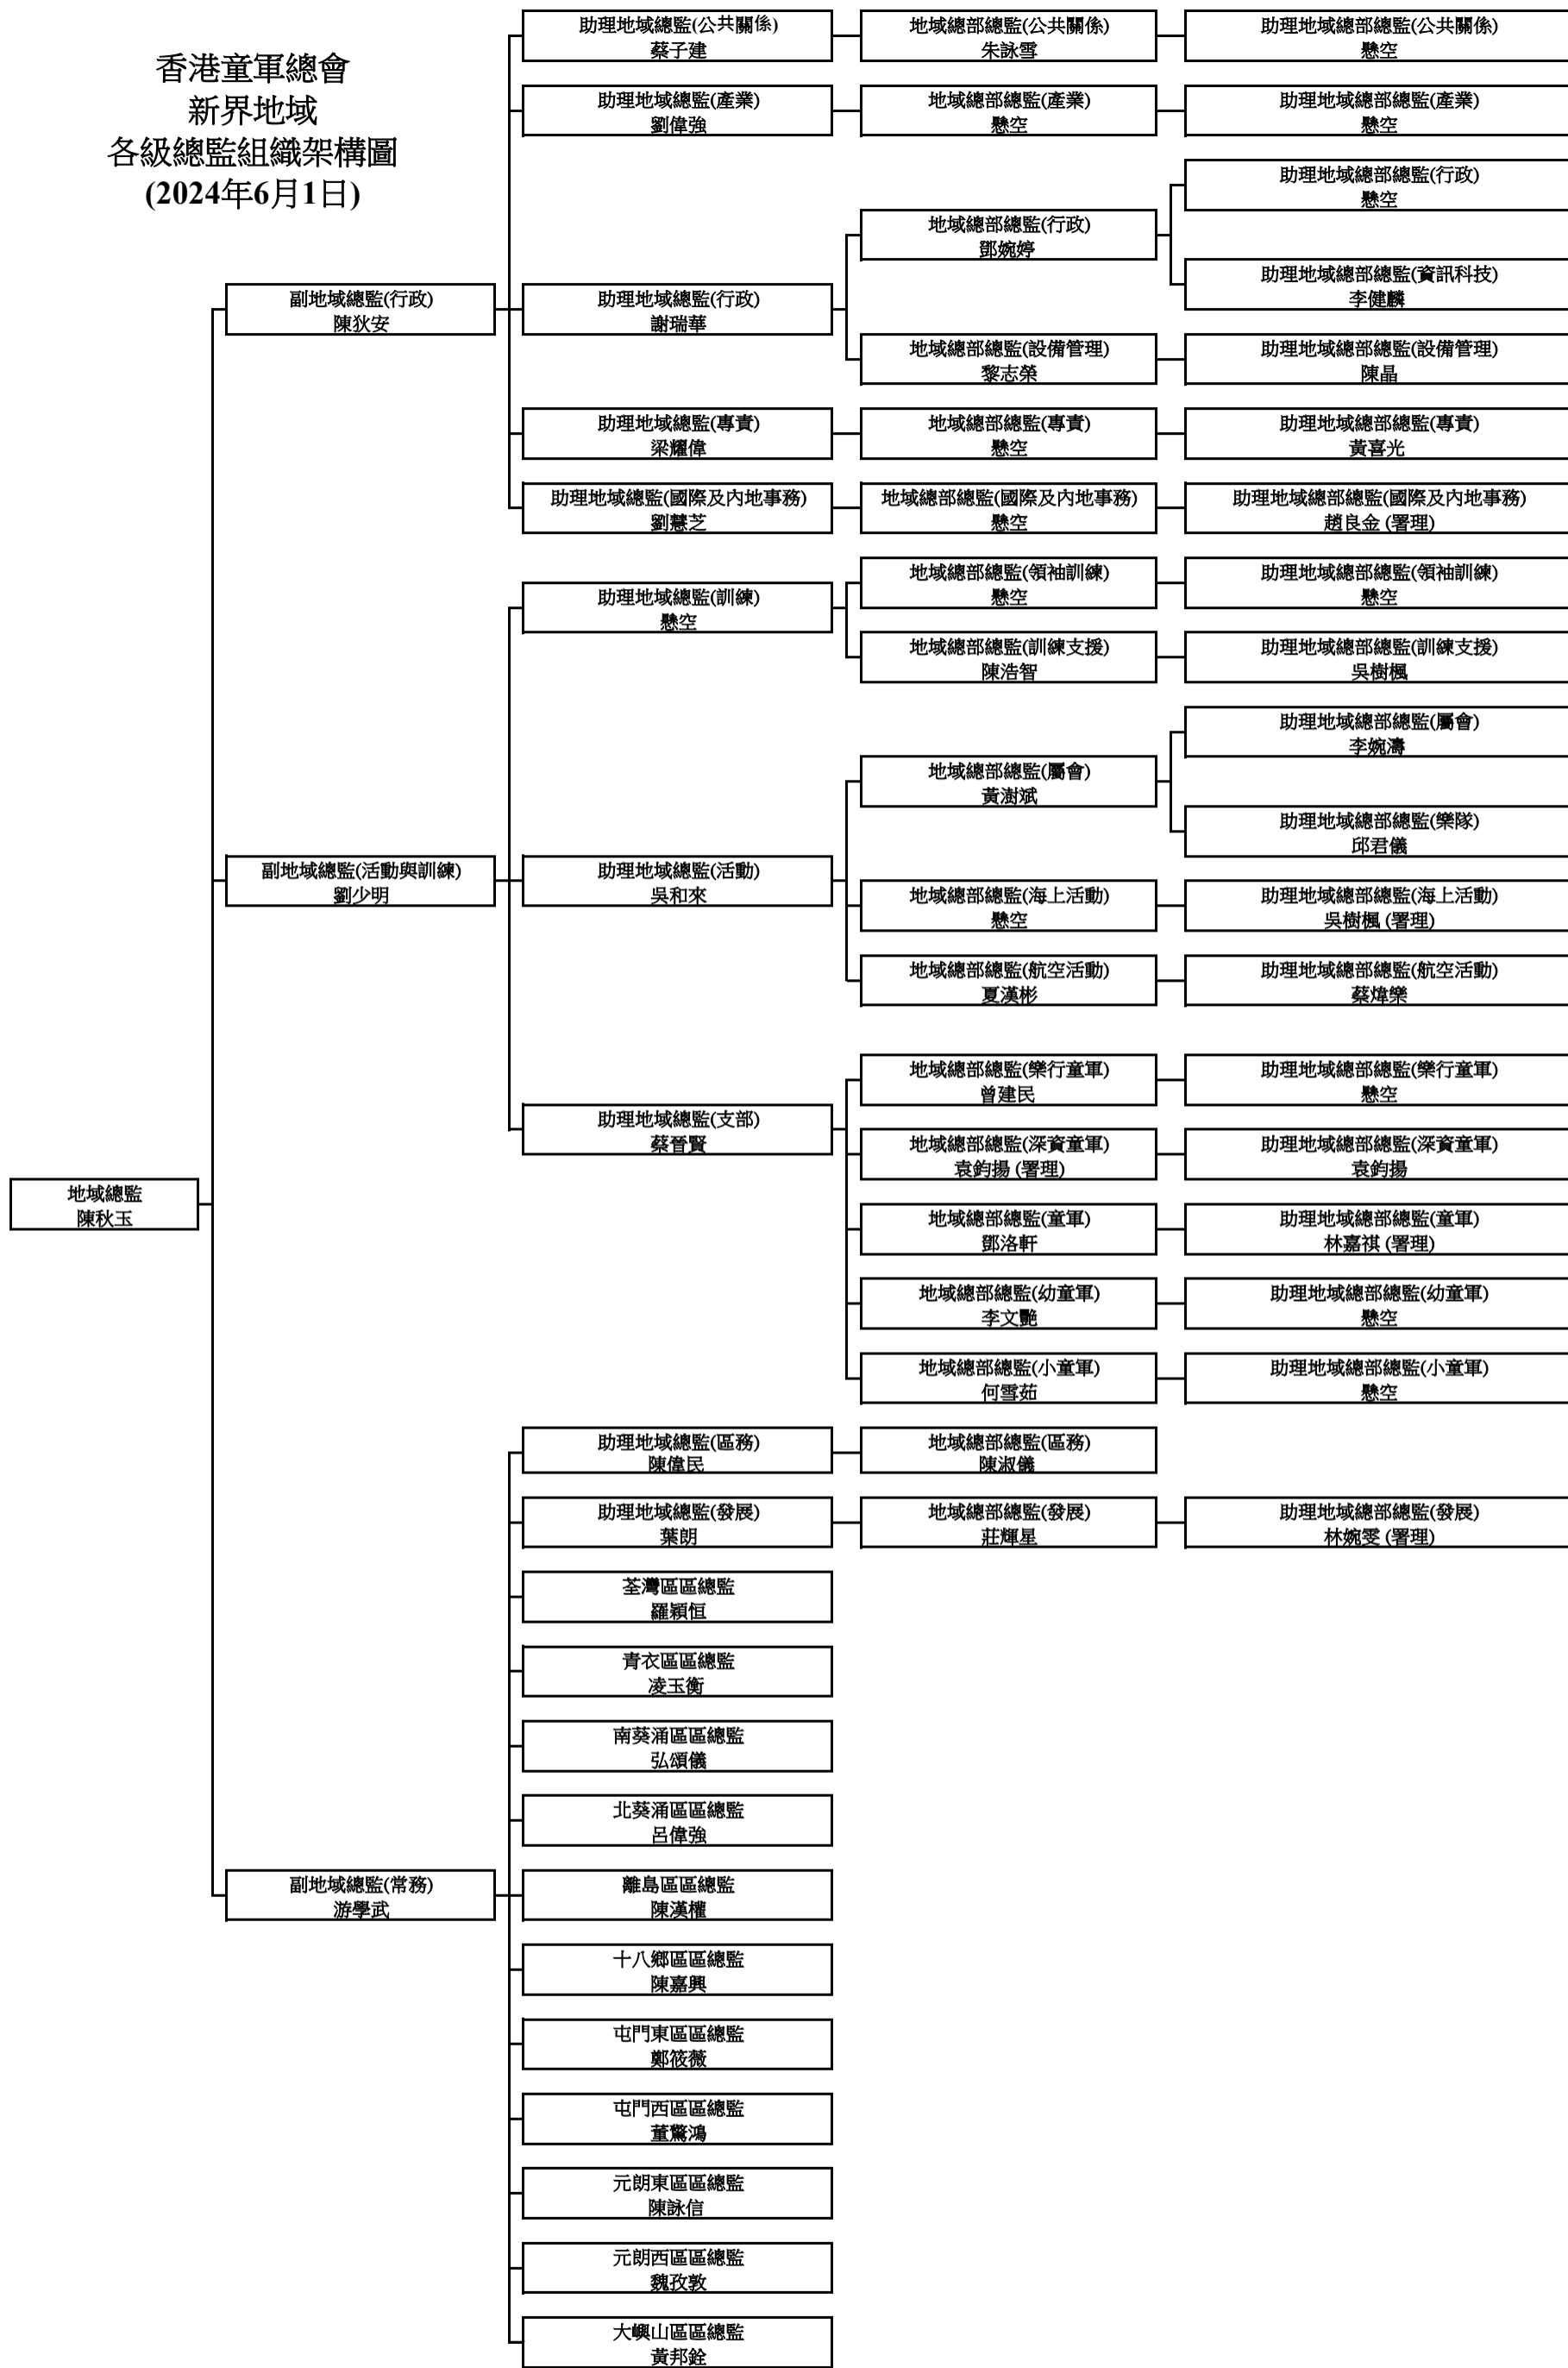 香港童軍總會
新界地域
各級總監組織架構圖
(2024年6月1日)
助理地域總監(公共關係)
蔡子建
地域總部總監(公共關係)
朱詠雪
助理地域總部總監(公共關係)
懸空
助理地域總監(產業)
劉偉強
地域總部總監(產業)
懸空
助理地域總部總監(產業)
懸空
副地域總監(行政)
陳狄安
助理地域總監(行政)
謝瑞華
地域總部總監(行政)
鄧婉婷
助理地域總部總監(行政)
懸空
助理地域總部總監(資訊科技)
李健麟
地域總部總監(設備管理)
黎志榮
助理地域總部總監(設備管理)
陳晶
助理地域總監(專責)
梁耀偉
地域總部總監(專責)
懸空
助理地域總部總監(專責)
黃喜光
助理地域總監(國際及內地事務)
劉慧芝
地域總部總監(國際及內地事務)
懸空
助理地域總部總監(國際及內地事務)
趙良金 (署理)
助理地域總監(訓練)
懸空
地域總部總監(領袖訓練)
懸空
助理地域總部總監(領袖訓練)
懸空
地域總部總監(訓練支援)
陳浩智
助理地域總部總監(訓練支援)
吳樹楓
副地域總監(活動與訓練)
劉少明
助理地域總監(活動)
吳和來
地域總部總監(屬會)
黃澍斌
助理地域總部總監(屬會)
李婉濤
助理地域總部總監(樂隊)
邱君儀
地域總部總監(海上活動)
懸空
助理地域總部總監(海上活動)
吳樹楓 (署理)
地域總部總監(航空活動)
夏漢彬
助理地域總部總監(航空活動)
蔡煒樂
助理地域總監(支部)
蔡晉賢
地域總部總監(樂行童軍)
曾建民
助理地域總部總監(樂行童軍)
懸空
地域總部總監(深資童軍)
袁鈞揚 (署理)
助理地域總部總監(深資童軍)
袁鈞揚
地域總部總監(童軍)
鄧洛軒
助理地域總部總監(童軍)
林嘉祺 (署理)
地域總部總監(幼童軍)
李文艷
助理地域總部總監(幼童軍)
懸空
地域總部總監(小童軍)
何雪茹
助理地域總部總監(小童軍)
懸空
地域總監
陳秋玉
助理地域總監(區務)
陳偉民
地域總部總監(區務)
陳淑儀
助理地域總監(發展)
葉朗
地域總部總監(發展)
莊輝星
助理地域總部總監(發展)
林婉雯 (署理)
荃灣區區總監
羅穎恒
青衣區區總監
凌玉衡
南葵涌區區總監
弘頌儀
北葵涌區區總監
呂偉強
副地域總監(常務)
游學武
離島區區總監
陳漢權
十八鄉區區總監
陳嘉興
屯門東區區總監
鄭筱薇
屯門西區區總監
董驚鴻
元朗東區區總監
陳詠信
元朗西區區總監
魏孜敦
大嶼山區區總監
黃邦銓